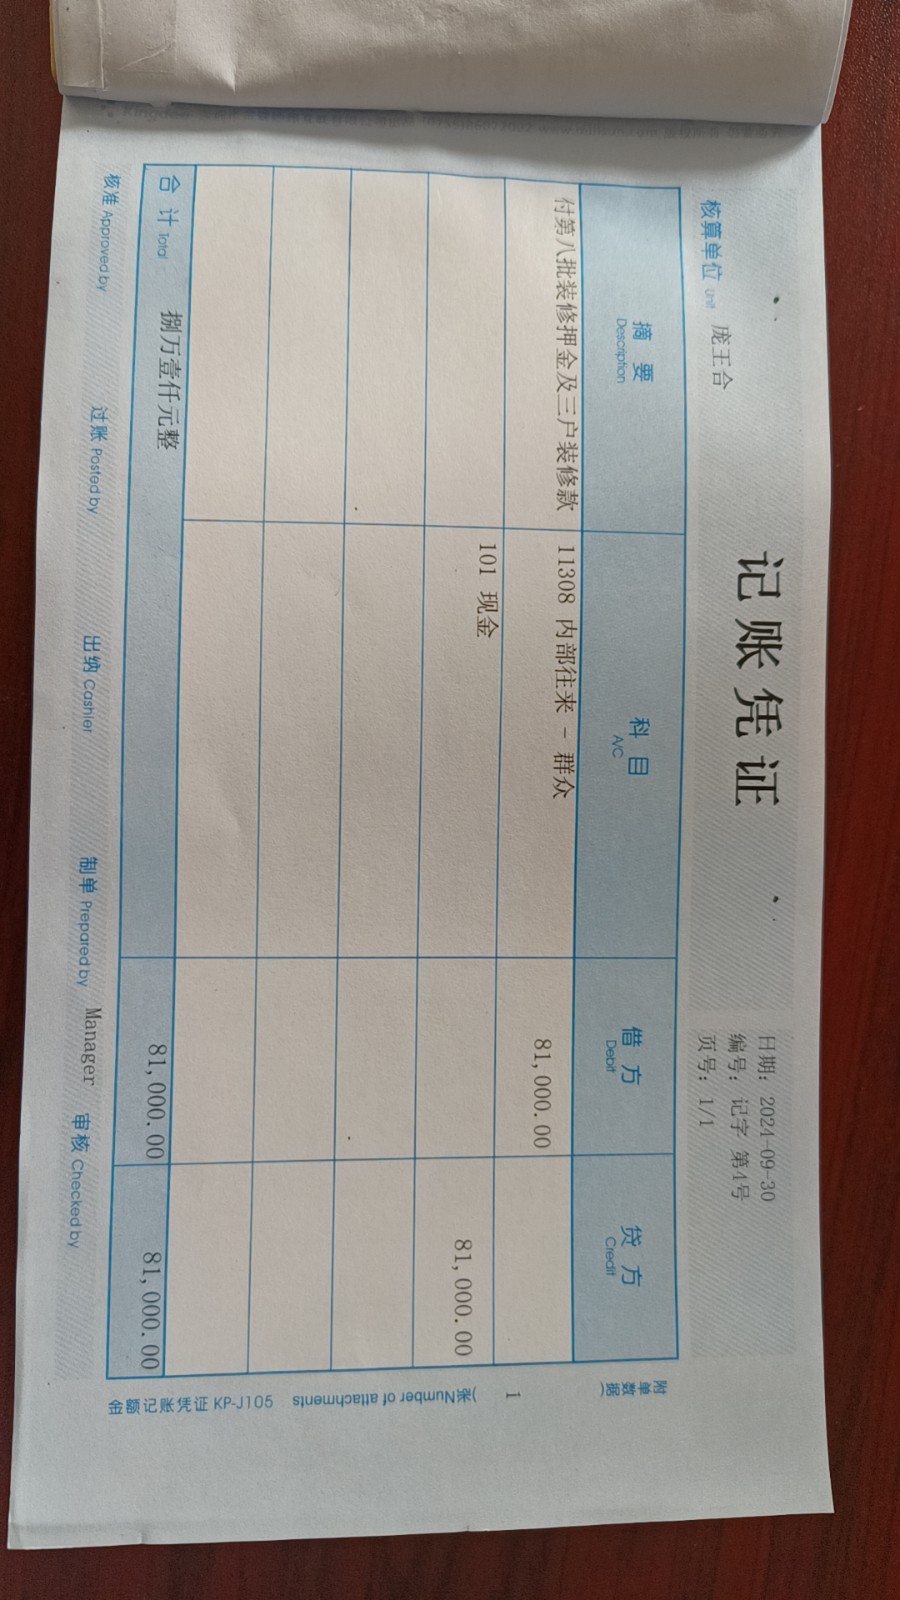 记账凭证
核算单位 Unit 庞王合
日期： 2024-09-30
编号： 记字 第4号
页号： 1/1
摘 要 Description 科 目 A/C 借 方 Debit 贷 方 Credit
付第八批装修押金及三户装修款 11308 内部往来 - 群众 81,000.00
101 现金 81,000.00
合 计 Total 捌万壹仟元整 81,000.00 81,000.00
核准 Approved by 过账 Posted by 出纳 Cashier 制单 Prepared by Manager 审核 Checked by
附单数据( 1 张)Number of attachments
金额记账凭证 KP-J105